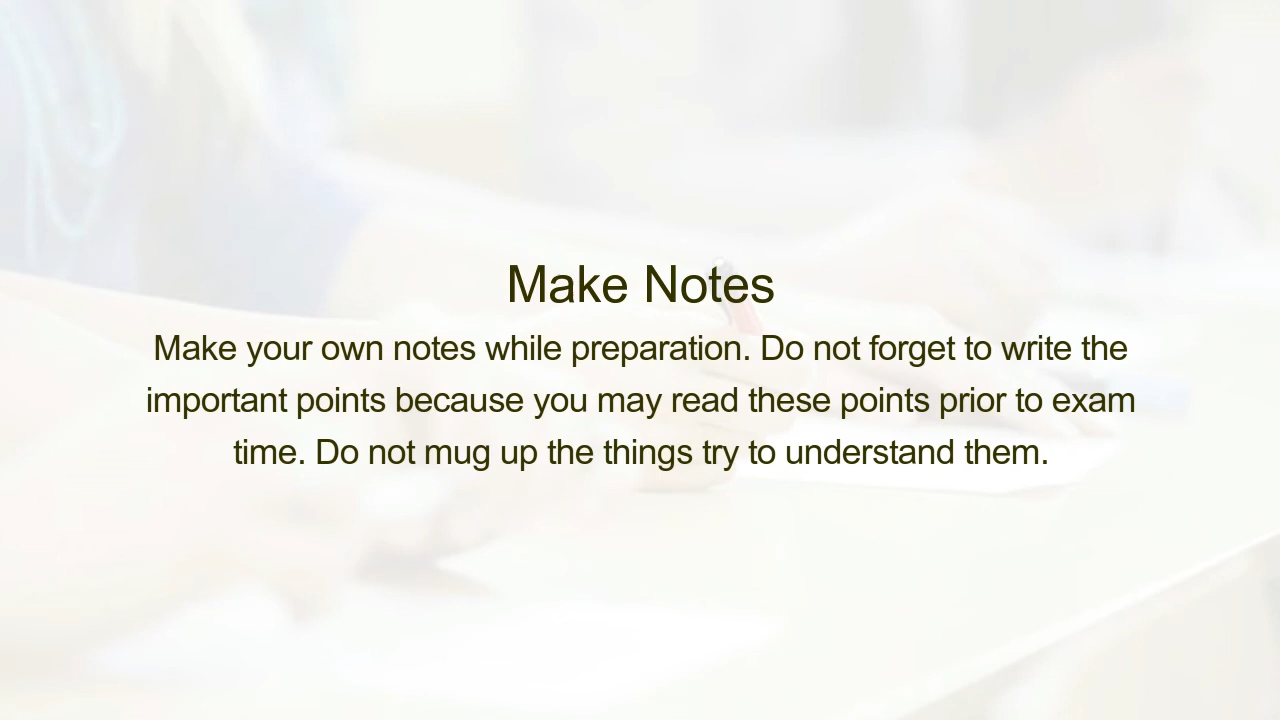 Make Notes
Make your own notes while preparation. Do not forget to write the
important points because you may read these points prior to exam
time. Do not mug up the things try to understand them.